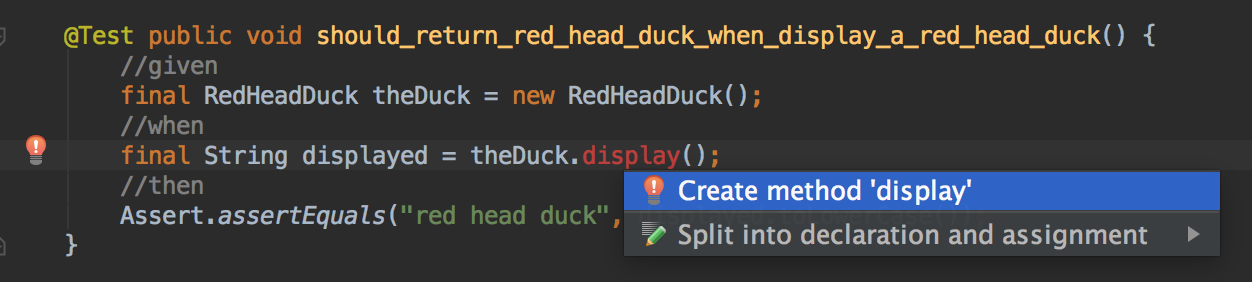 @Test public void should_return_red_head_duck_when_display_a_red_head_duck() {
//given
final RedHeadDuck theDuck = new RedHeadDuck();
//when
final String displayed = theDuck.display();
//then
Create method 'display'
Assert.assertEquals("red head duck",
Split into declaration and assignment
}